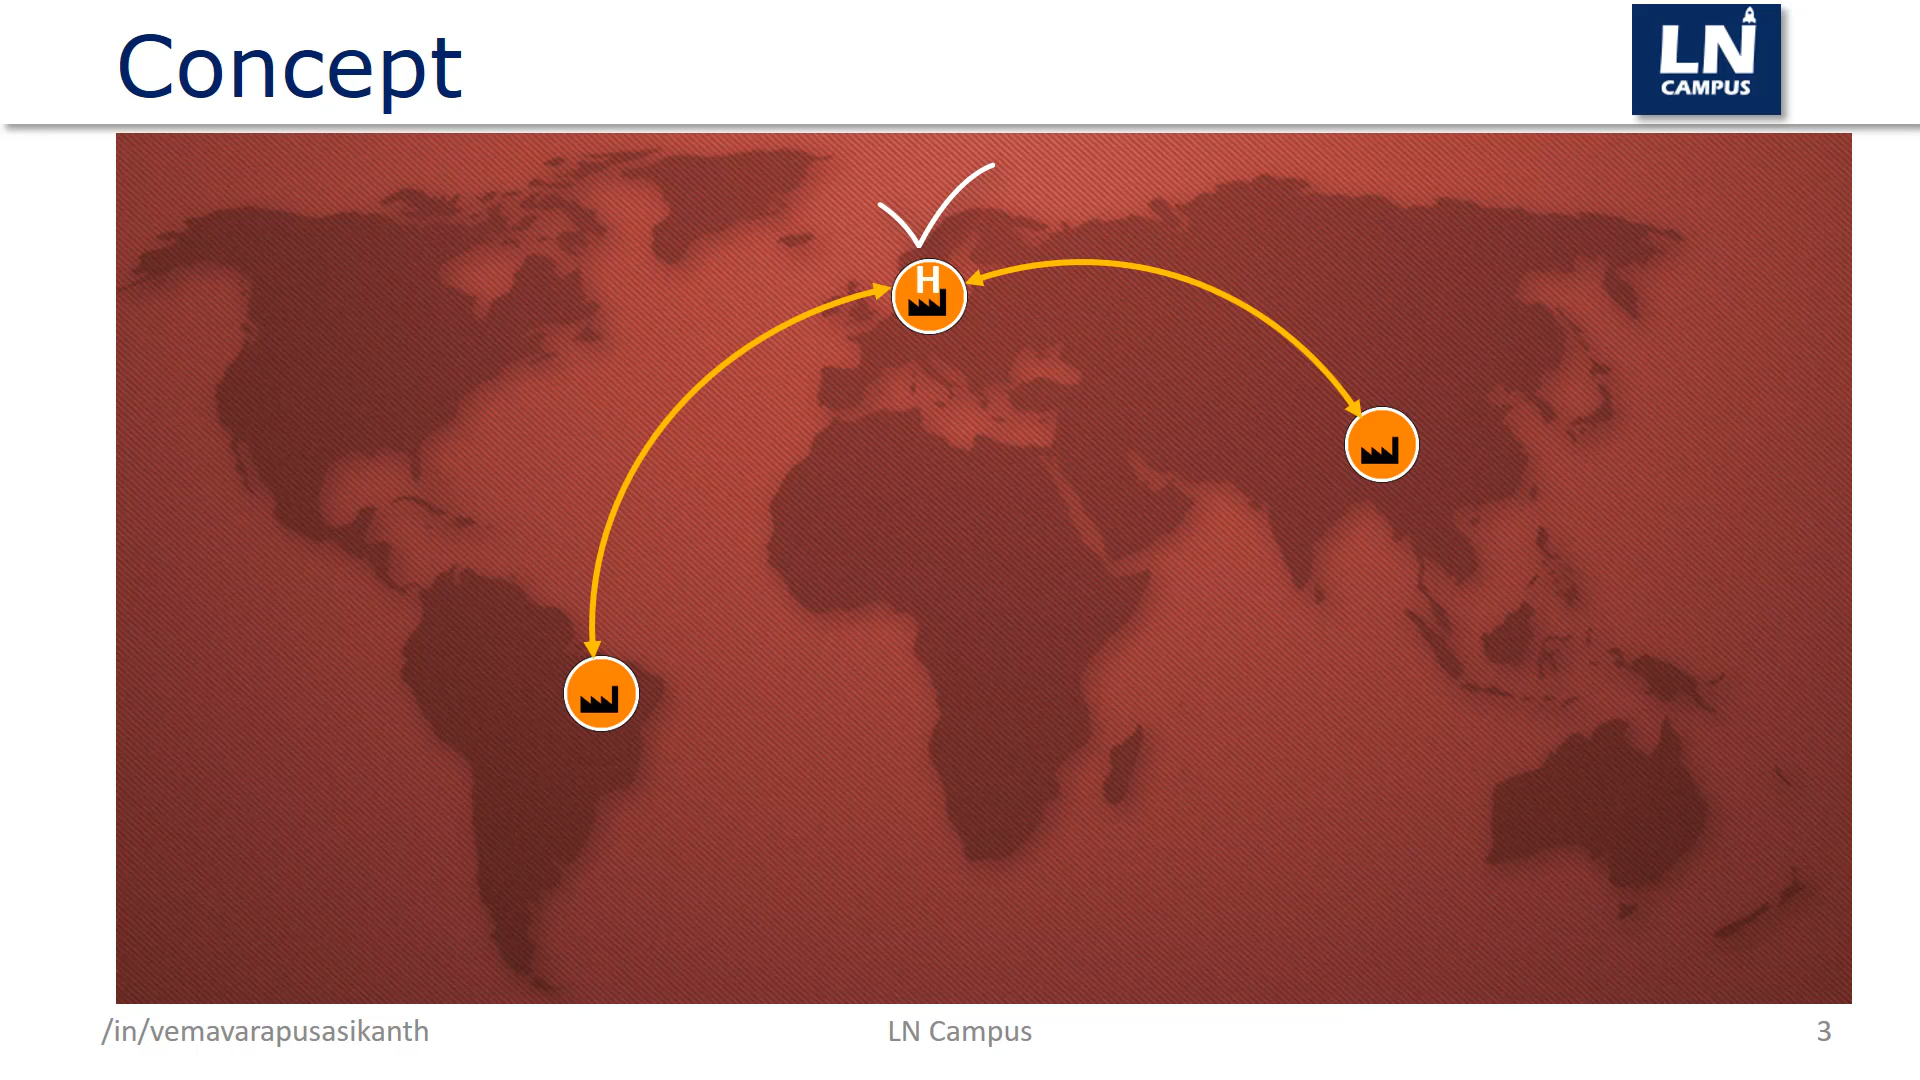 Concept
LN
CAMPUS
H
/in/vemavarapusasikanth
LN Campus
3